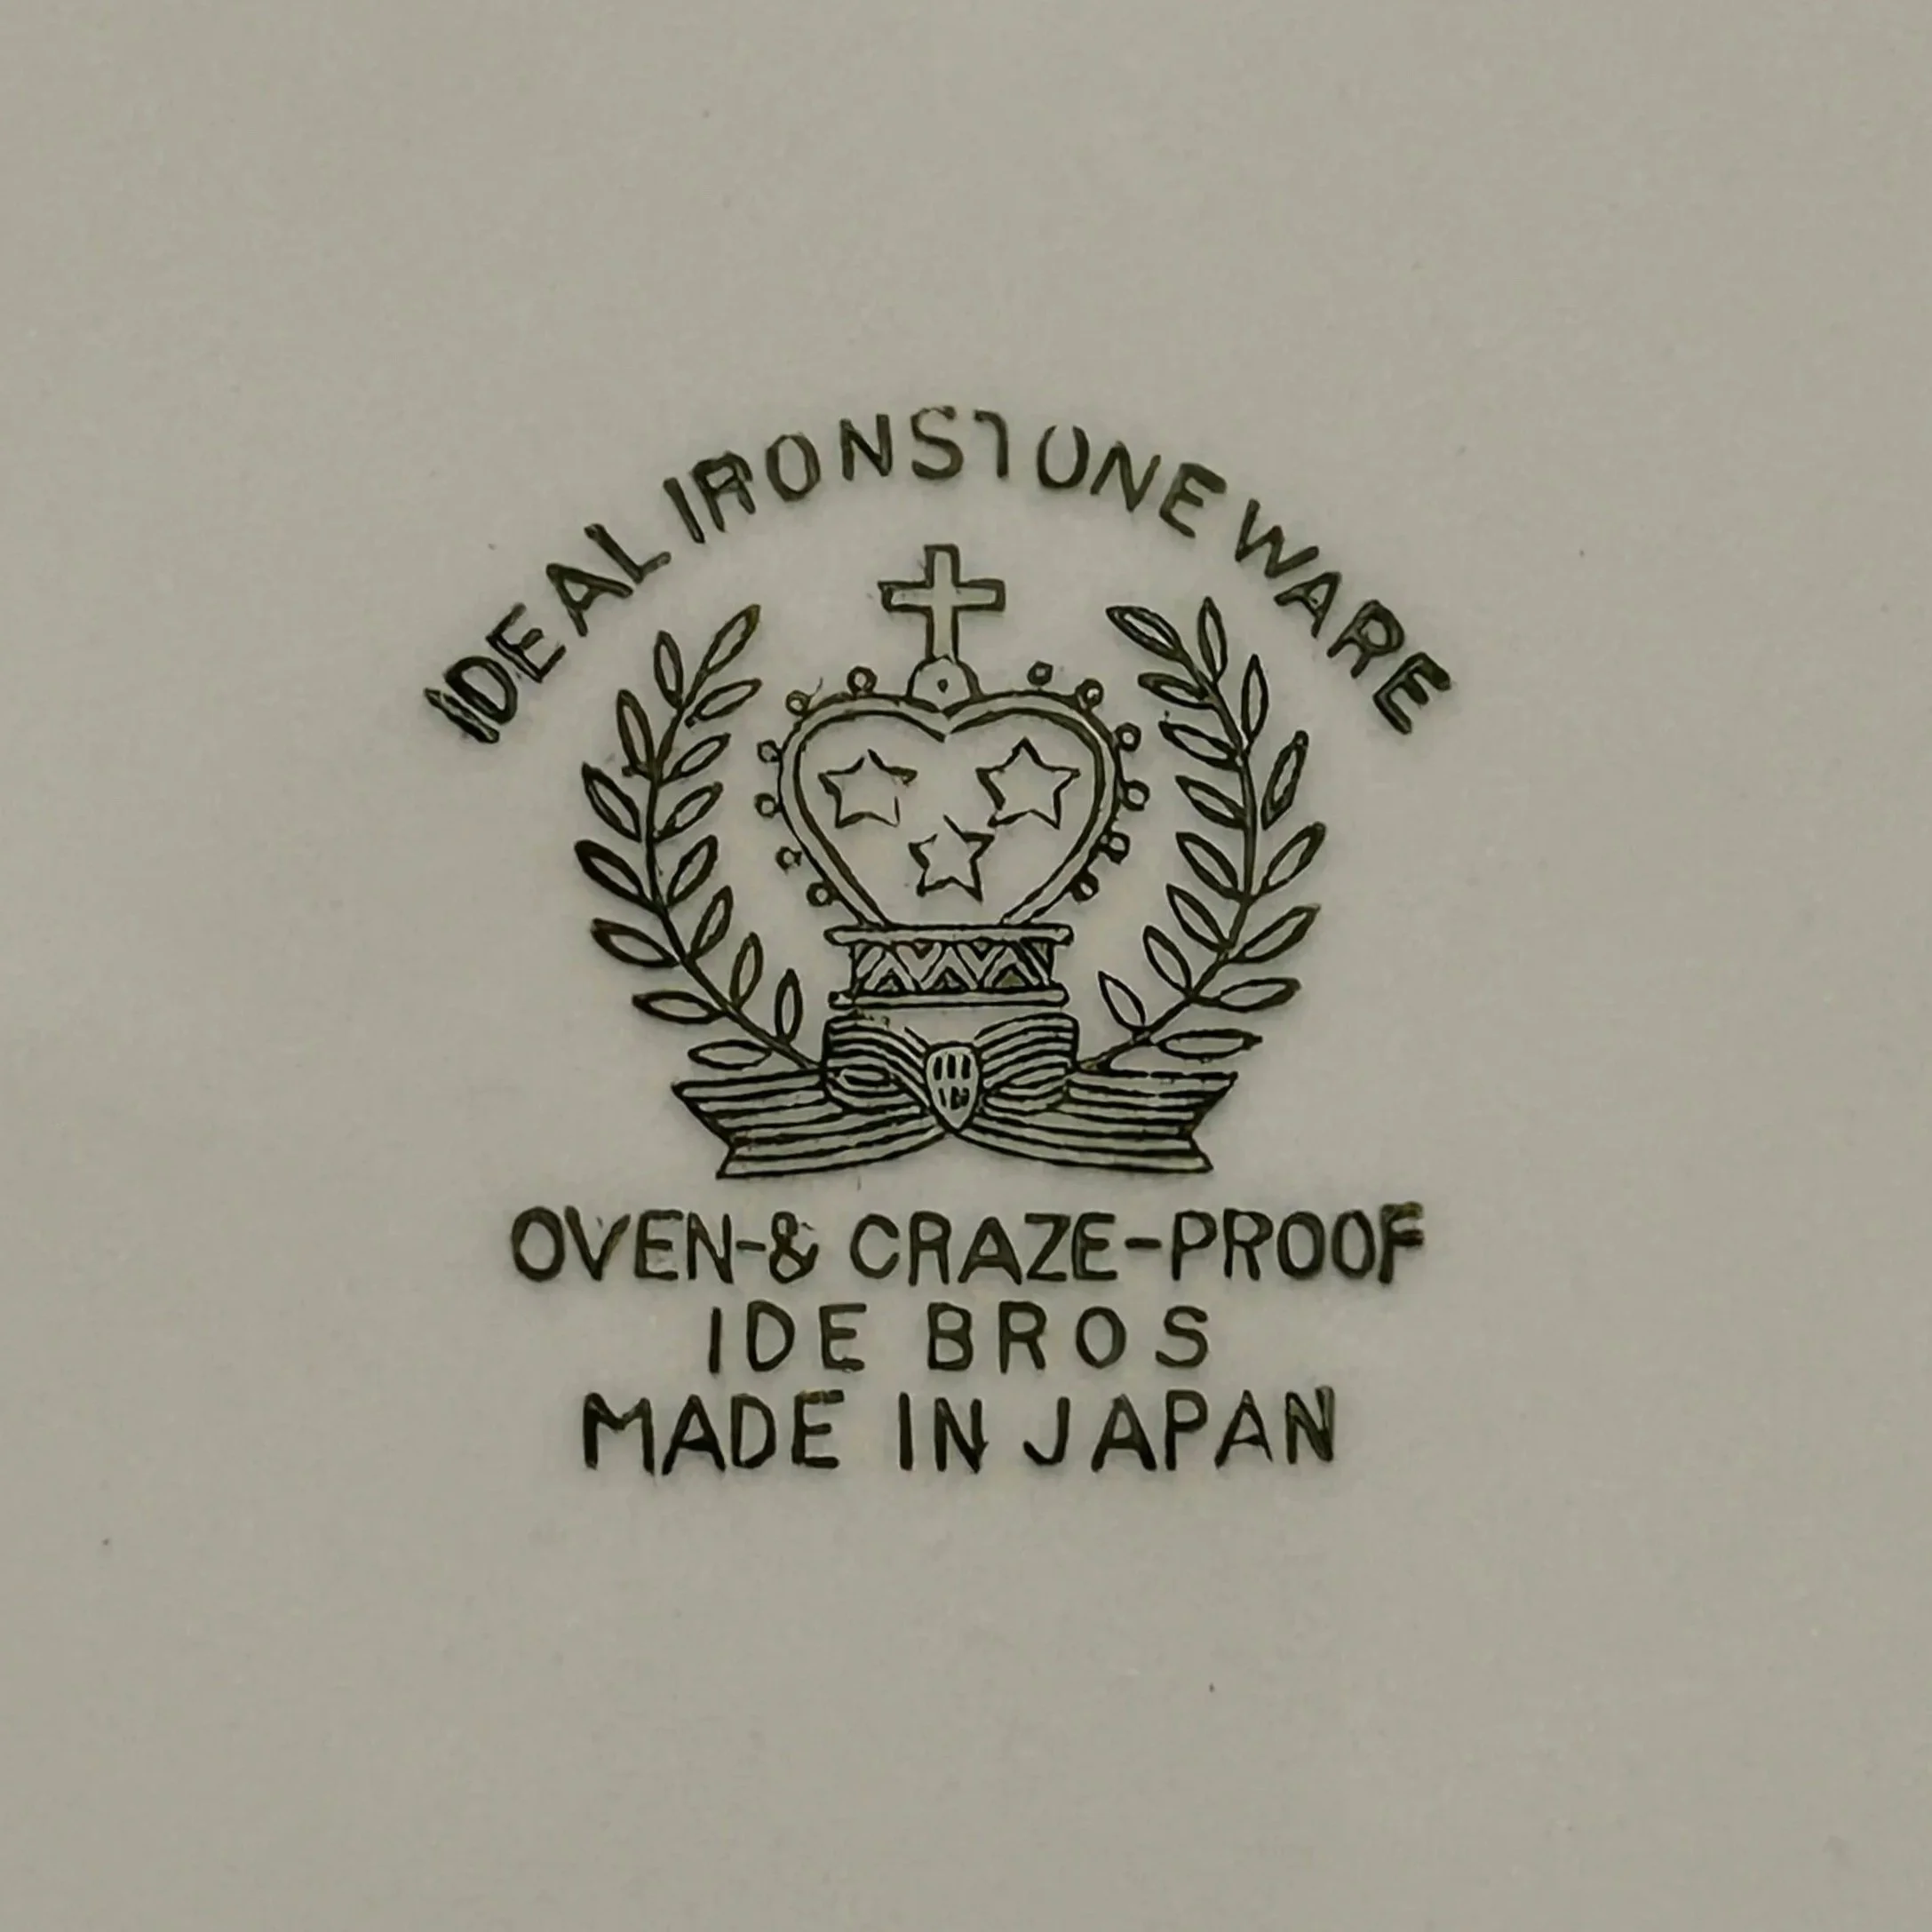 IDEAL IRONSTONE WARE
OVEN-& CRAZE-PROOF
IDE BROS
MADE IN JAPAN